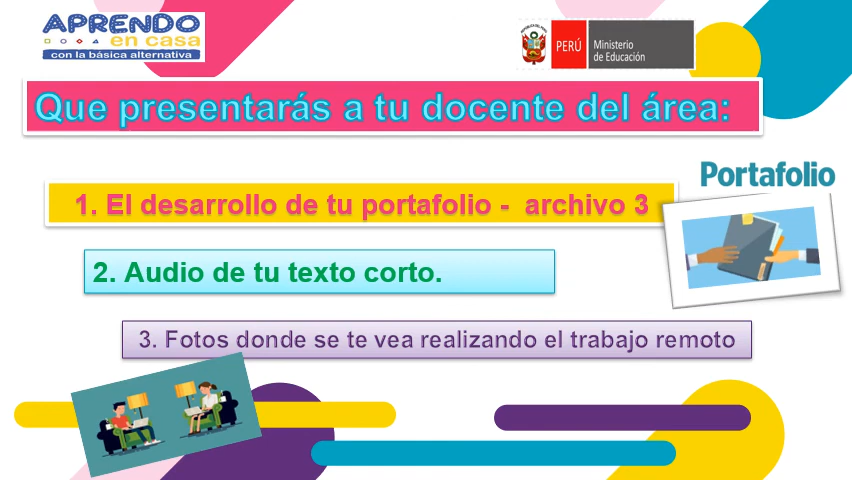 APRENDO
en casa
con la básica alternativa
PERÚ
Ministerio
de Educación
Que presentarás a tu docente del área:
Portafolio
1. El desarrollo de tu portafolio - archivo 3
2. Audio de tu texto corto.
3. Fotos donde se te vea realizando el trabajo remoto